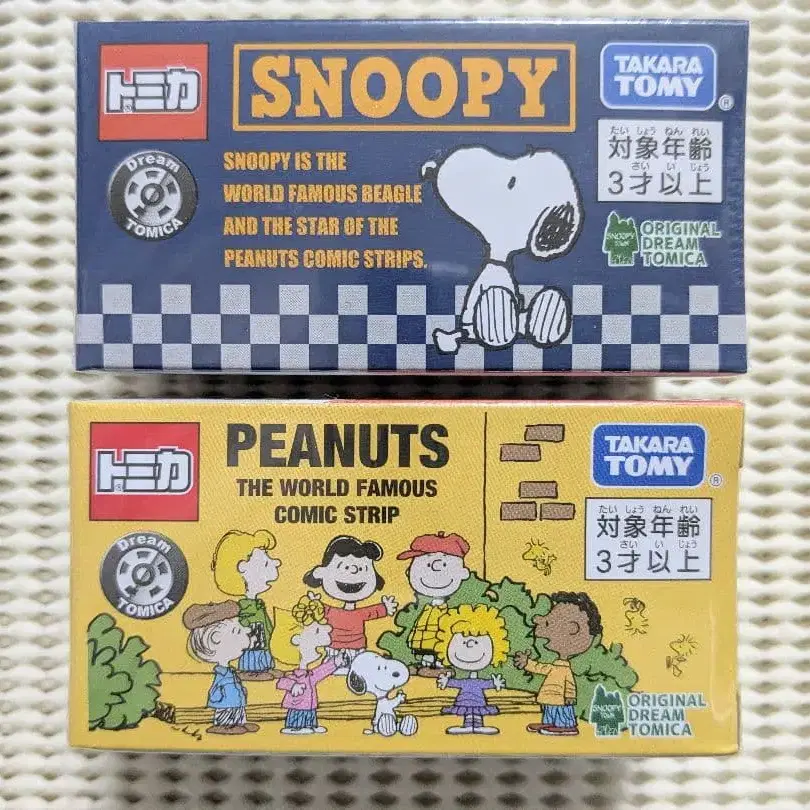 トミカ
SNOOPY
TAKARA
TOMY
®
Dream
TOMICA
SNOOPY IS THE
WORLD FAMOUS BEAGLE
AND THE STAR OF THE
PEANUTS COMIC STRIPS.
たいしょうねんれい
対象年齢
さいいじょう
3才以上
SNOOPY
TOWN
ORIGINAL
DREAM
TOMICA
トミカ
PEANUTS
THE WORLD FAMOUS
COMIC STRIP
TAKARA
TOMY
®
Dream
TOMICA
たいしょうねんれい
対象年齢
さいいじょう
3才以上
SNOOPY
TOWN
ORIGINAL
DREAM
TOMICA